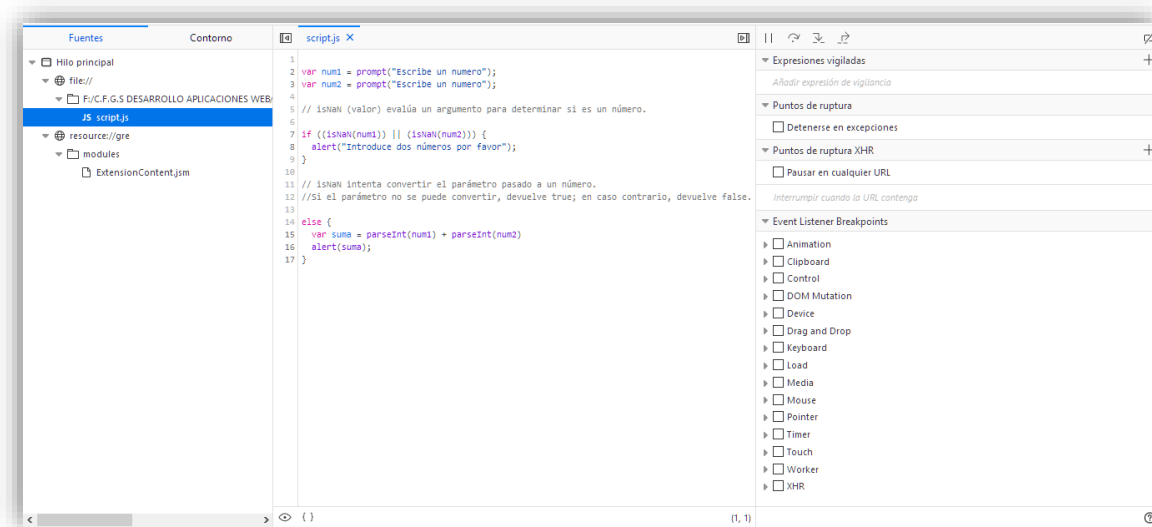 Fuentes
Contorno
Hilo principal
file://
F:/C.F.G.S DESARROLLO APLICACIONES WEB/
JS script.js
resource://gre
modules
ExtensionContent.jsm
script.js
1
2 var num1 = prompt("Escribe un numero");
3 var num2 = prompt("Escribe un numero");
4
5 // isNaN (valor) evalúa un argumento para determinar si es un número.
6
7 if ((isNaN(num1)) || (isNaN(num2))) {
8 alert("Introduce dos números por favor");
9 }
10
11 // isNaN intenta convertir el parámetro pasado a un número.
12 //Si el parámetro no se puede convertir, devuelve true; en caso contrario, devuelve false.
13
14 else {
15 var suma = parseInt(num1) + parseInt(num2)
16 alert(suma);
17 }
{ }
(1, 1)
Expresiones vigiladas
Añadir expresión de vigilancia
Puntos de ruptura
Detenerse en excepciones
Puntos de ruptura XHR
Pausar en cualquier URL
Interrumpir cuando la URL contenga
Event Listener Breakpoints
Animation
Clipboard
Control
DOM Mutation
Device
Drag and Drop
Keyboard
Load
Media
Mouse
Pointer
Timer
Touch
Worker
XHR